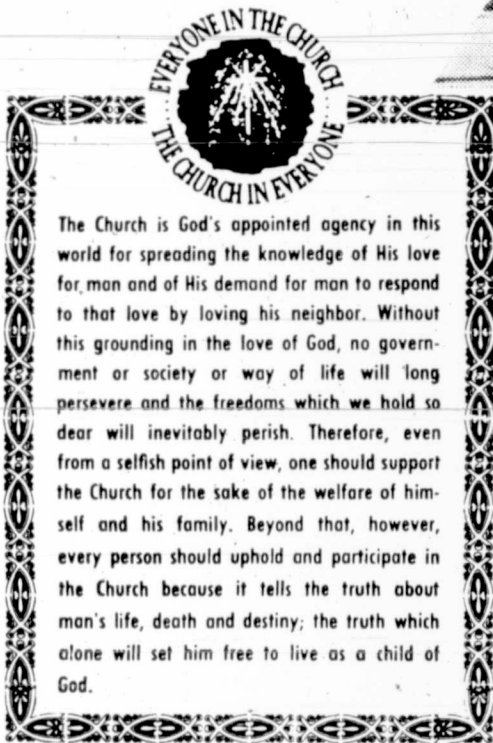 EVERYONE IN THE CHURCH
THE CHURCH IN EVERYONE
The Church is God's appointed agency in this
world for spreading the knowledge of His love
for man and of His demand for man to respond
to that love by loving his neighbor. Without
this grounding in the love of God, no govern-
ment or society or way of life will long
persevere and the freedoms which we hold so
dear will inevitably perish. Therefore, even
from a selfish point of view, one should support
the Church for the sake of the welfare of him-
self and his family. Beyond that, however,
every person should uphold and participate in
the Church because it tells the truth about
man's life, death and destiny; the truth which
alone will set him free to live as a child of
God.